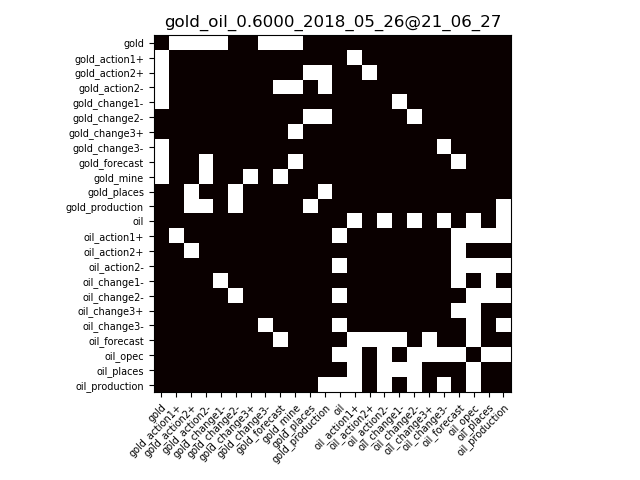 gold_oil_0.6000_2018_05_26@21_06_27
gold
gold_action1+
gold_action2+
gold_action2-
gold_change1-
gold_change2-
gold_change3+
gold_change3-
gold_forecast
gold_mine
gold_places
gold_production
oil
oil_action1+
oil_action2+
oil_action2-
oil_change1-
oil_change2-
oil_change3+
oil_change3-
oil_forecast
oil_opec
oil_places
oil_production
gold
gold_action1+
gold_action2+
gold_action2-
gold_change1-
gold_change2-
gold_change3+
gold_change3-
gold_forecast
gold_mine
gold_places
gold_production
oil
oil_action1+
oil_action2+
oil_action2-
oil_change1-
oil_change2-
oil_change3+
oil_change3-
oil_forecast
oil_opec
oil_places
oil_production